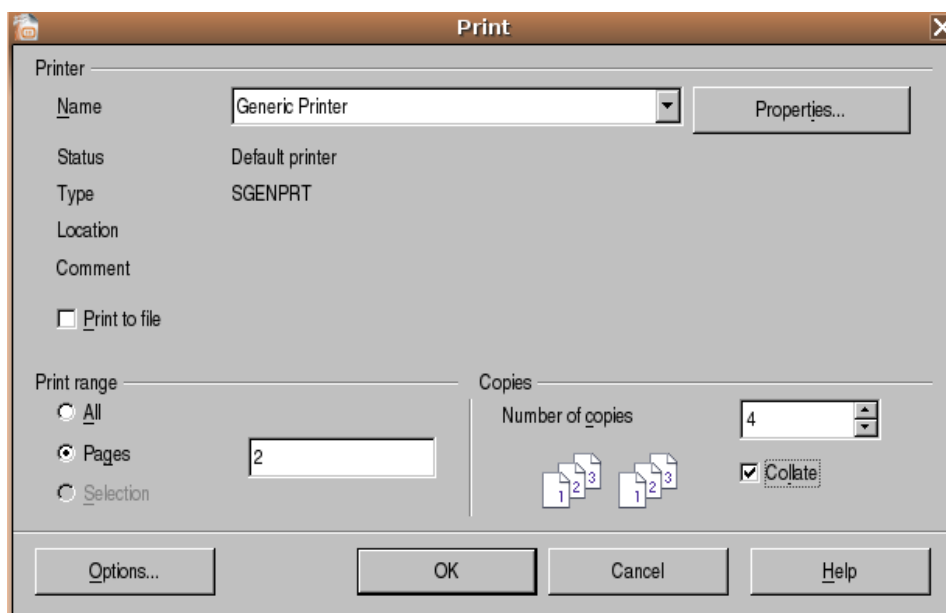 Print
Printer
Name Generic Printer Properties...
Status Default printer
Type SGENPRT
Location
Comment
Print to file
Print range Copies
All Number of copies 4
Pages 2
1 2 3 1 2 3 Collate
Selection
Options... OK Cancel Help